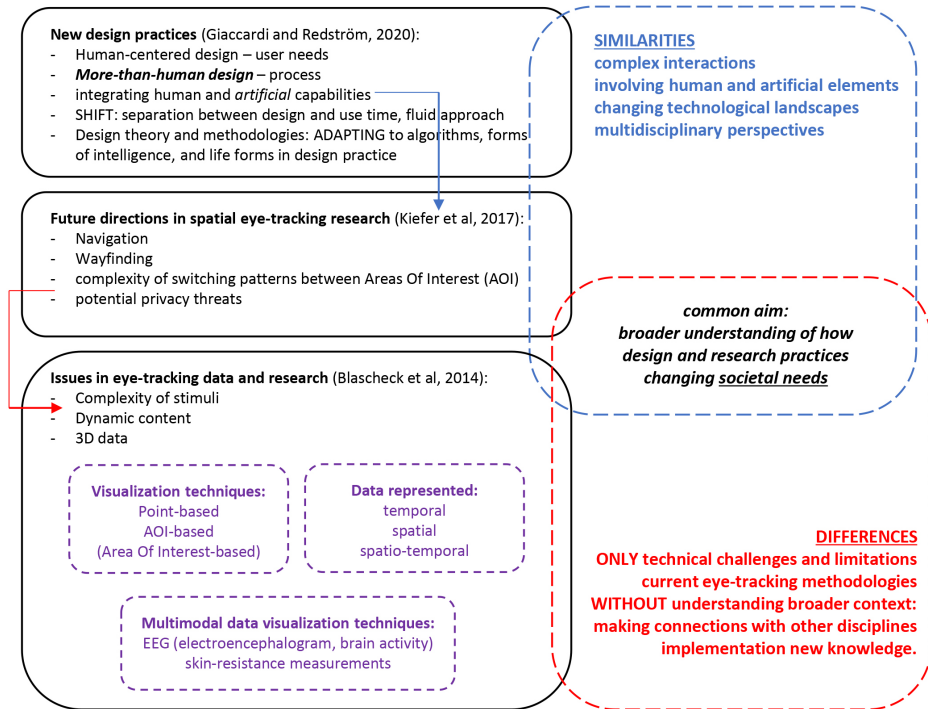 New design practices (Giaccardi and Redström, 2020):
- Human-centered design – user needs
- More-than-human design – process
- integrating human and artificial capabilities
- SHIFT: separation between design and use time, fluid approach
- Design theory and methodologies: ADAPTING to algorithms, forms
of intelligence, and life forms in design practice
SIMILARITIES
complex interactions
involving human and artificial elements
changing technological landscapes
multidisciplinary perspectives
Future directions in spatial eye-tracking research (Kiefer et al, 2017):
- Navigation
- Wayfinding
- complexity of switching patterns between Areas Of Interest (AOI)
- potential privacy threats
common aim:
broader understanding of how
design and research practices
changing societal needs
Issues in eye-tracking data and research (Blascheck et al, 2014):
- Complexity of stimuli
- Dynamic content
- 3D data
Visualization techniques:
Point-based
AOI-based
(Area Of Interest-based)
Data represented:
temporal
spatial
spatio-temporal
Multimodal data visualization techniques:
EEG (electroencephalogram, brain activity)
skin-resistance measurements
DIFFERENCES
ONLY technical challenges and limitations
current eye-tracking methodologies
WITHOUT understanding broader context:
making connections with other disciplines
implementation new knowledge.